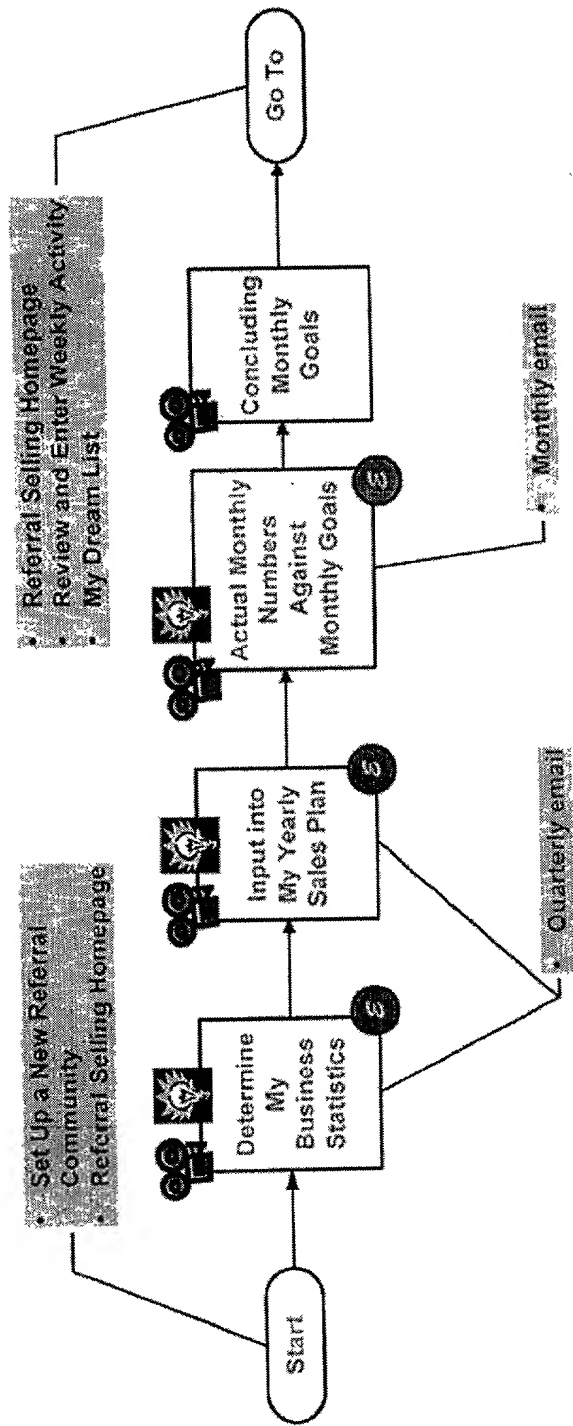 • Set Up a New Referral
Community
• Referral Selling Homepage
• Referral Selling Homepage
• Review and Enter Weekly Activity
• My Dream List
Start
Determine
My
Business
Statistics
Input into
My Yearly
Sales Plan
Actual Monthly
Numbers
Against
Monthly Goals
Concluding
Monthly
Goals
Go To
• Quarterly email
• Monthly email